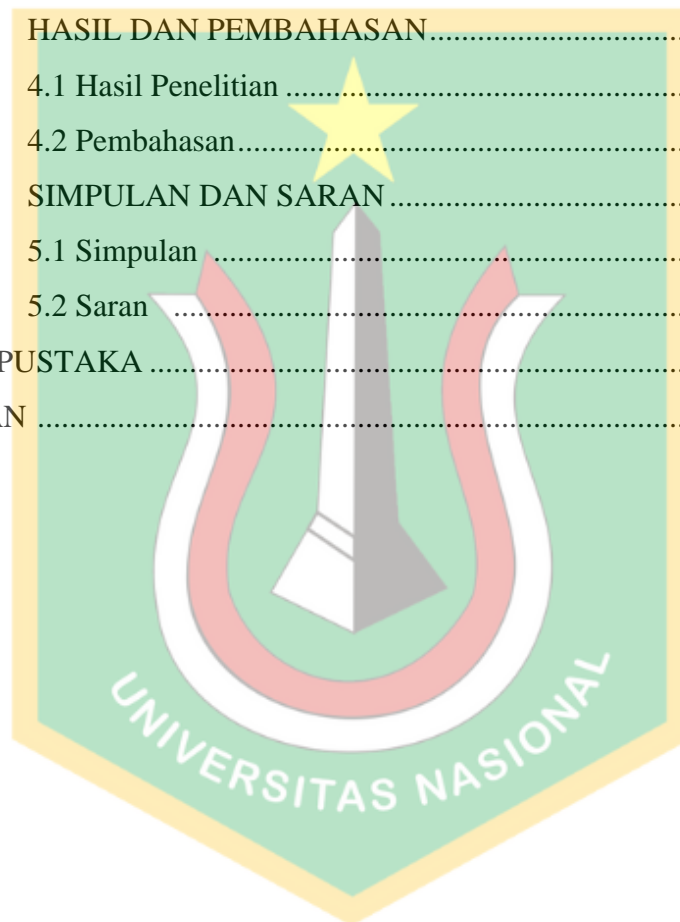 HASIL DAN PEMBAHASAN....................................
4.1 Hasil Penelitian ....................................................
4.2 Pembahasan..........................................................
SIMPULAN DAN SARAN.........................................
5.1 Simpulan ..............................................................
5.2 Saran ....................................................................
PUSTAKA .......................................................................
AN .....................................................................................
UNIVERSITAS NASIONAL